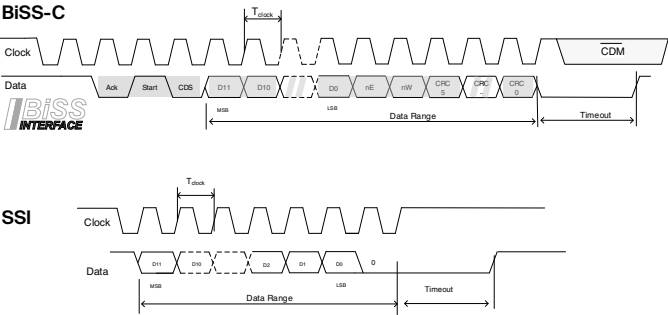 BiSS-C
Tclock
Clock
CDM
Data
Ack Start CDS D11 D10 D0 nE nW CRC 5 CRC - CRC 0
BiSS
INTERFACE
MSB LSB
Data Range
Timeout
SSI
Tclock
Clock
Data
D11 D10 D2 D1 D0 0
MSB LSB
Data Range
Timeout